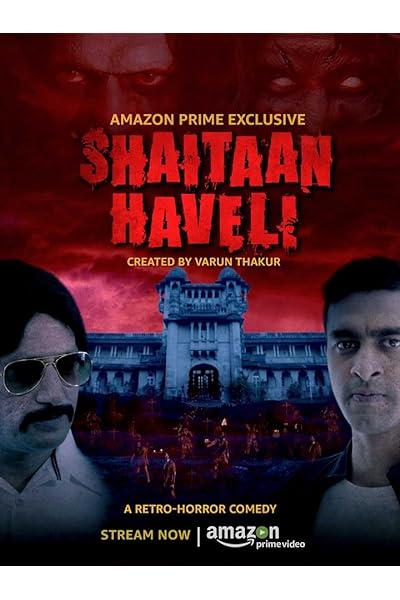 AMAZON PRIME EXCLUSIVE
SHAITAAN
HAVELI
CREATED BY VARUN THAKUR
A RETRO-HORROR COMEDY
STREAM NOW | amazon
primevideo